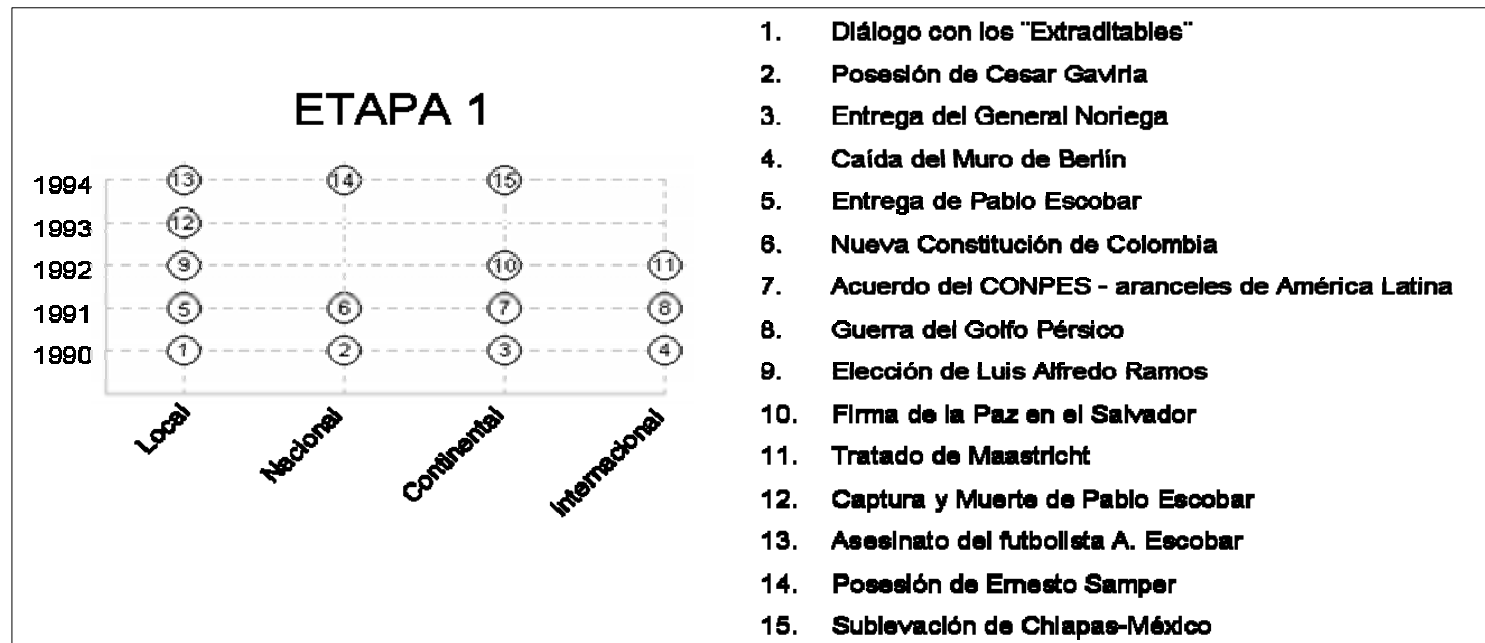 ETAPA 1
1994 13 14 15
1993 12
1992 9 10 11
1991 5 6 7 8
1990 1 2 3 4
Local
Nacional
Continental
Internacional
1. Diálogo con los ¨Extraditables¨
2. Posesión de Cesar Gaviria
3. Entrega del General Noriega
4. Caída del Muro de Berlín
5. Entrega de Pablo Escobar
6. Nueva Constitución de Colombia
7. Acuerdo del CONPES - aranceles de América Latina
8. Guerra del Golfo Pérsico
9. Elección de Luis Alfredo Ramos
10. Firma de la Paz en el Salvador
11. Tratado de Maastricht
12. Captura y Muerte de Pablo Escobar
13. Asesinato del futbolista A. Escobar
14. Posesión de Ernesto Samper
15. Sublevación de Chiapas-México